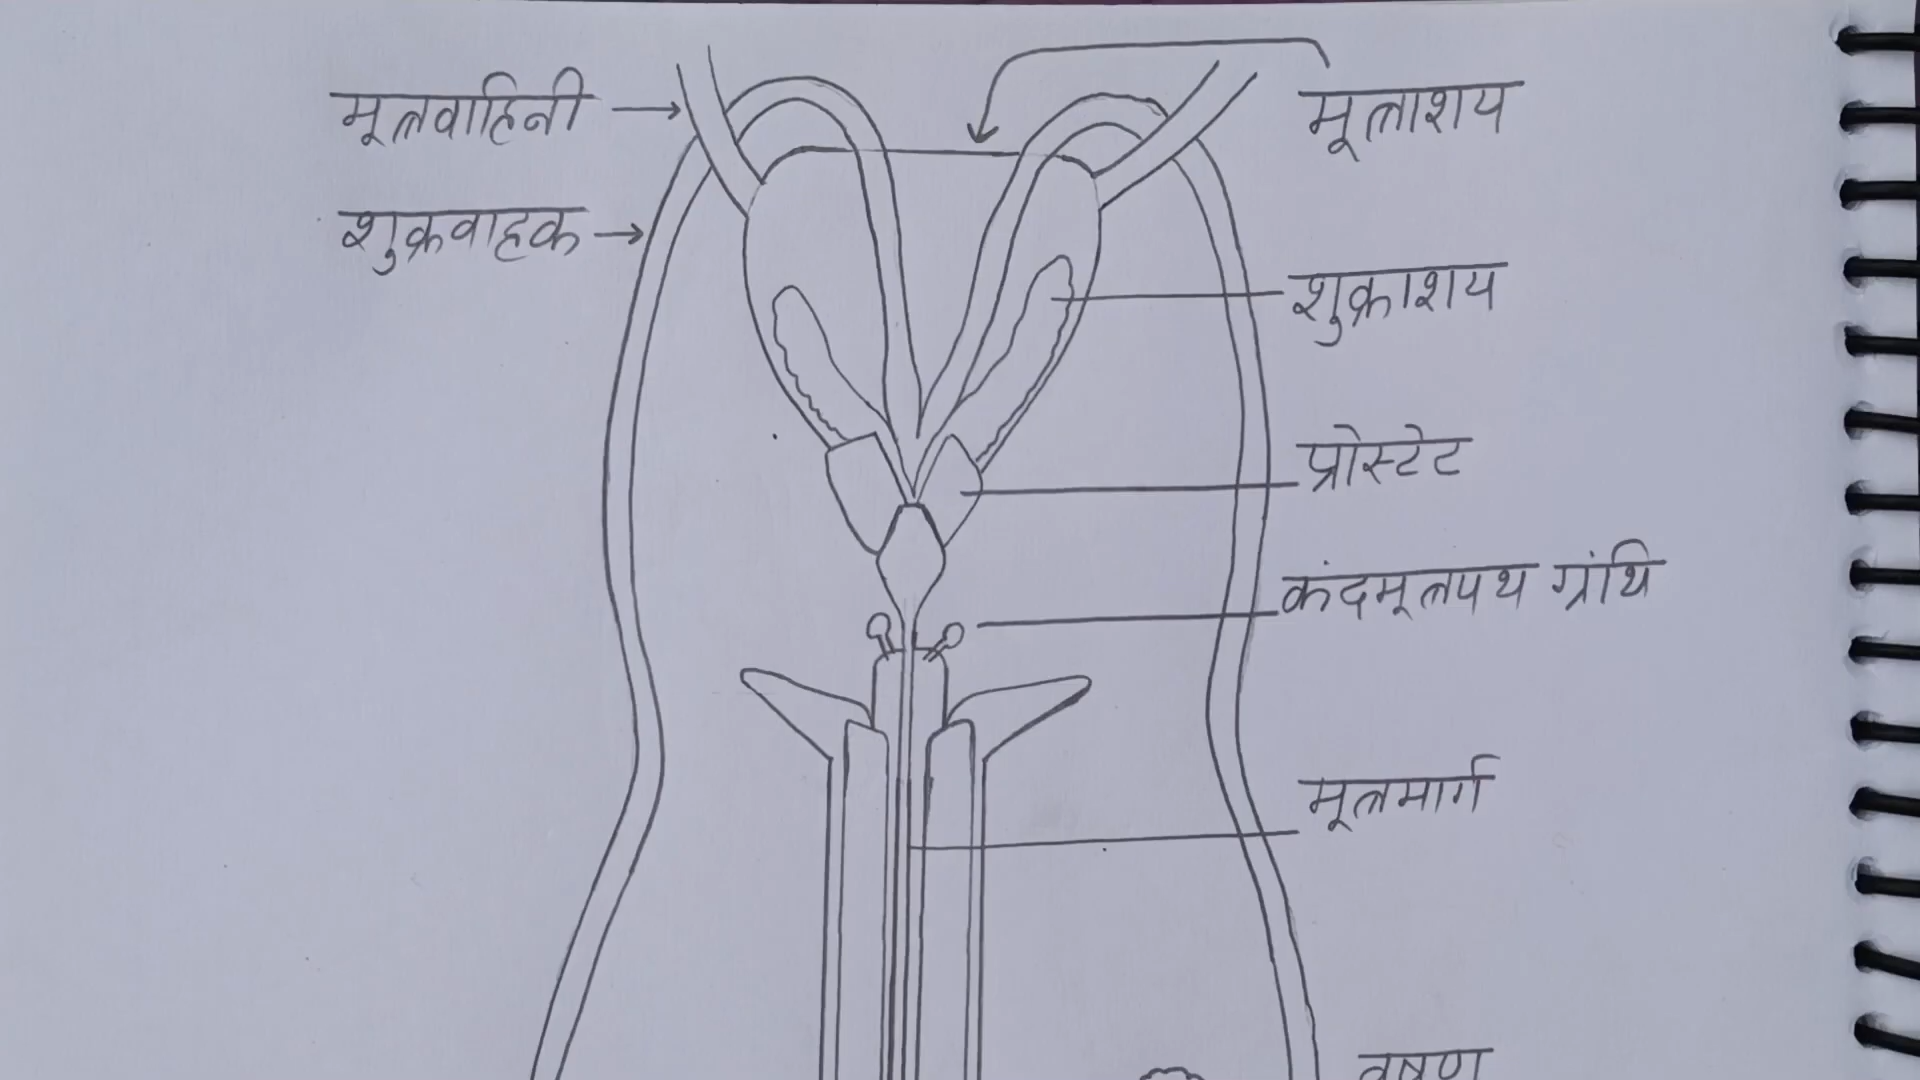 मूत्रवाहिनी
मूत्राशय
शुक्रवाहक
शुक्राशय
प्रोस्टेट
कंदमूत्रपथ ग्रंथि
मूत्रमार्ग
वृषण